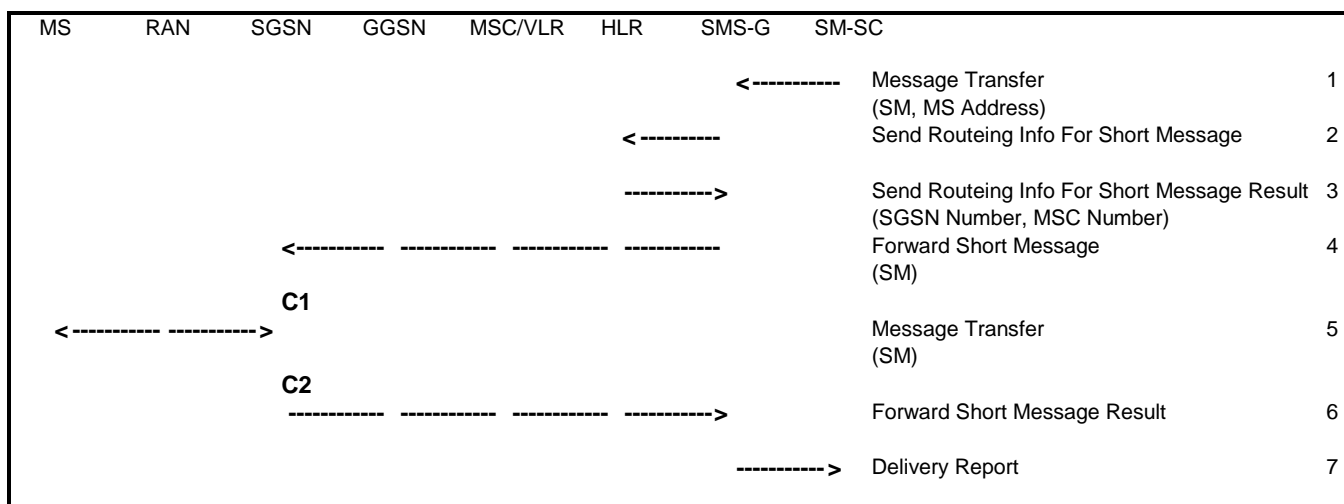 MS RAN SGSN GGSN MSC/VLR HLR SMS-G SM-SC
Message Transfer 1
(SM, MS Address)
Send Routeing Info For Short Message 2
Send Routeing Info For Short Message Result 3
(SGSN Number, MSC Number)
Forward Short Message 4
(SM)
C1
Message Transfer 5
(SM)
C2
Forward Short Message Result 6
Delivery Report 7